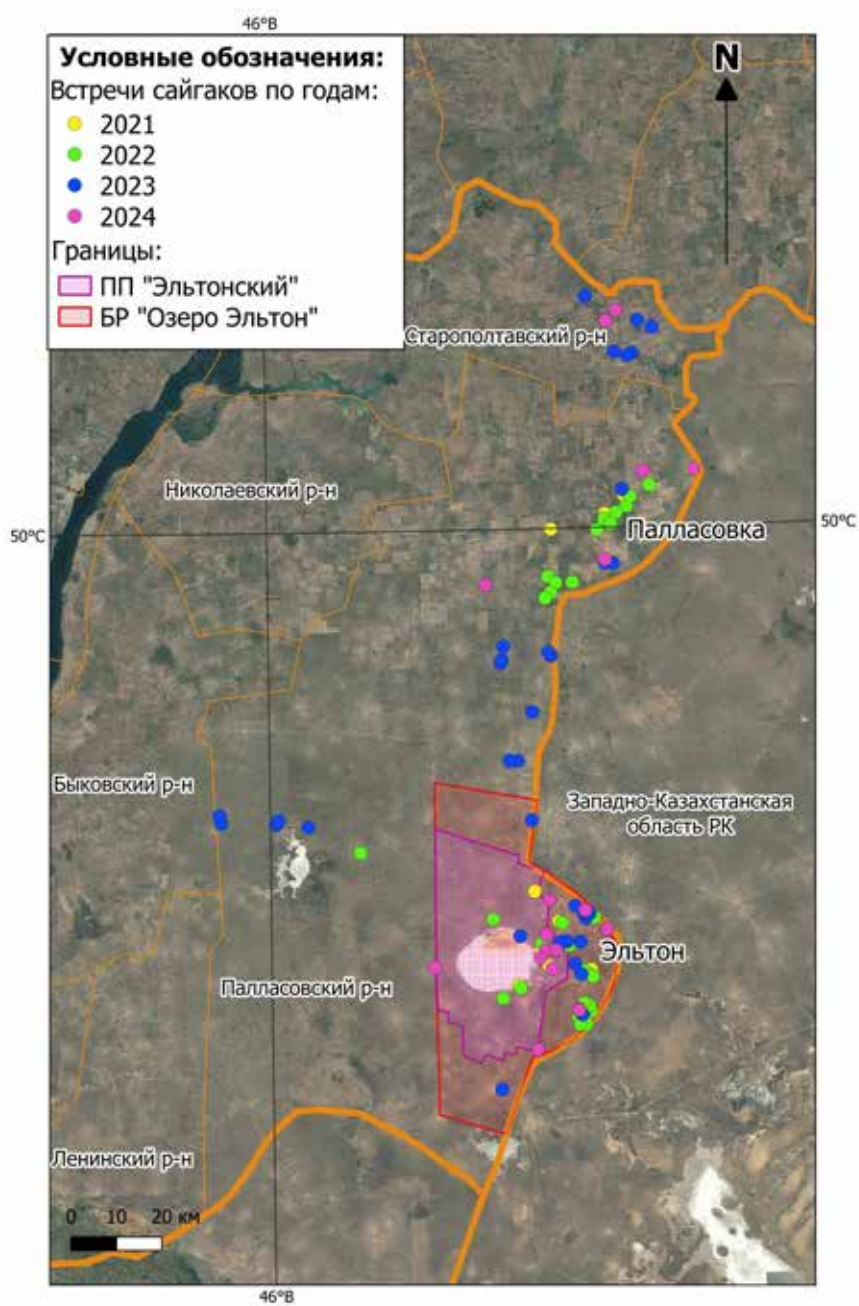 46°В
Условные обозначения:
Встречи сайгаков по годам:
2021
2022
2023
2024
Границы:
ПП "Эльтонский"
БР "Озеро Эльтон"
N
Старополтавский р-н
Николаевский р-н
50°С
Палласовка
50°С
Быковский р-н
Западно-Казахстанская
область РК
Эльтон
Палласовский р-н
Ленинский р-н
0 10 20 км
46°В